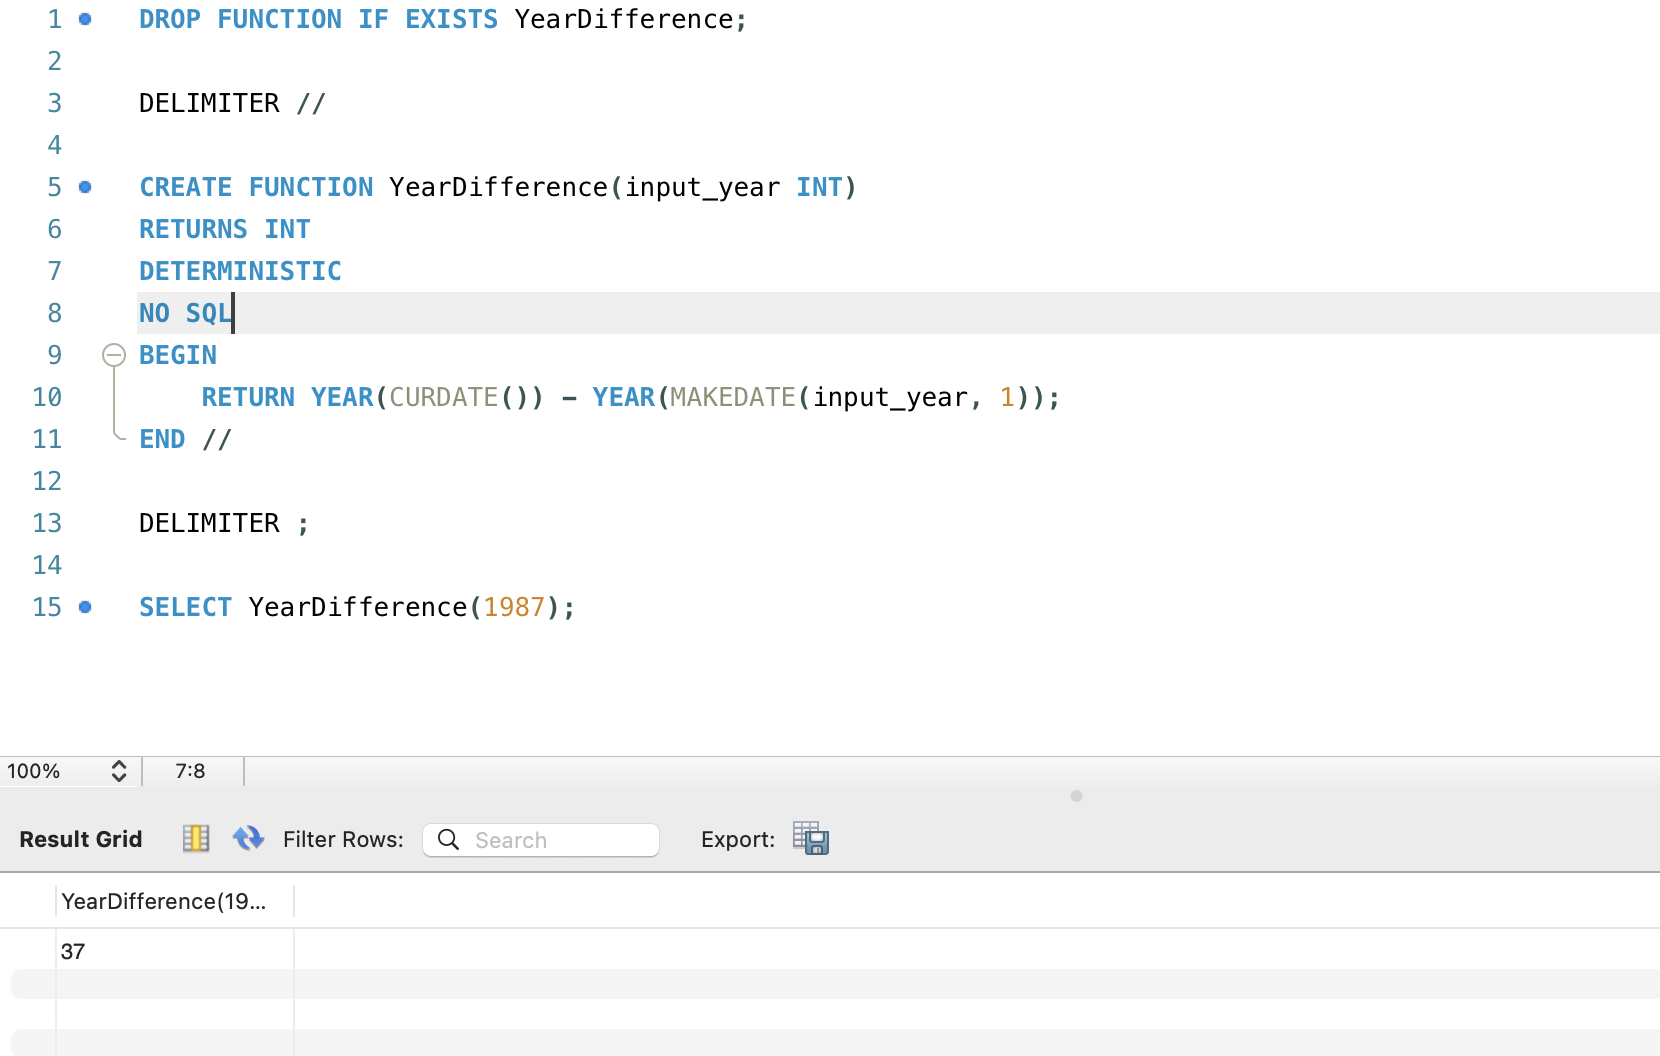 1 DROP FUNCTION IF EXISTS YearDifference;
2
3 DELIMITER //
4
5 CREATE FUNCTION YearDifference(input_year INT)
6 RETURNS INT
7 DETERMINISTIC
8 NO SQL
9 BEGIN
10     RETURN YEAR(CURDATE()) - YEAR(MAKEDATE(input_year, 1));
11 END //
12
13 DELIMITER ;
14
15 SELECT YearDifference(1987);
100% 7:8
Result Grid Filter Rows: Search Export:
YearDifference(19...
37